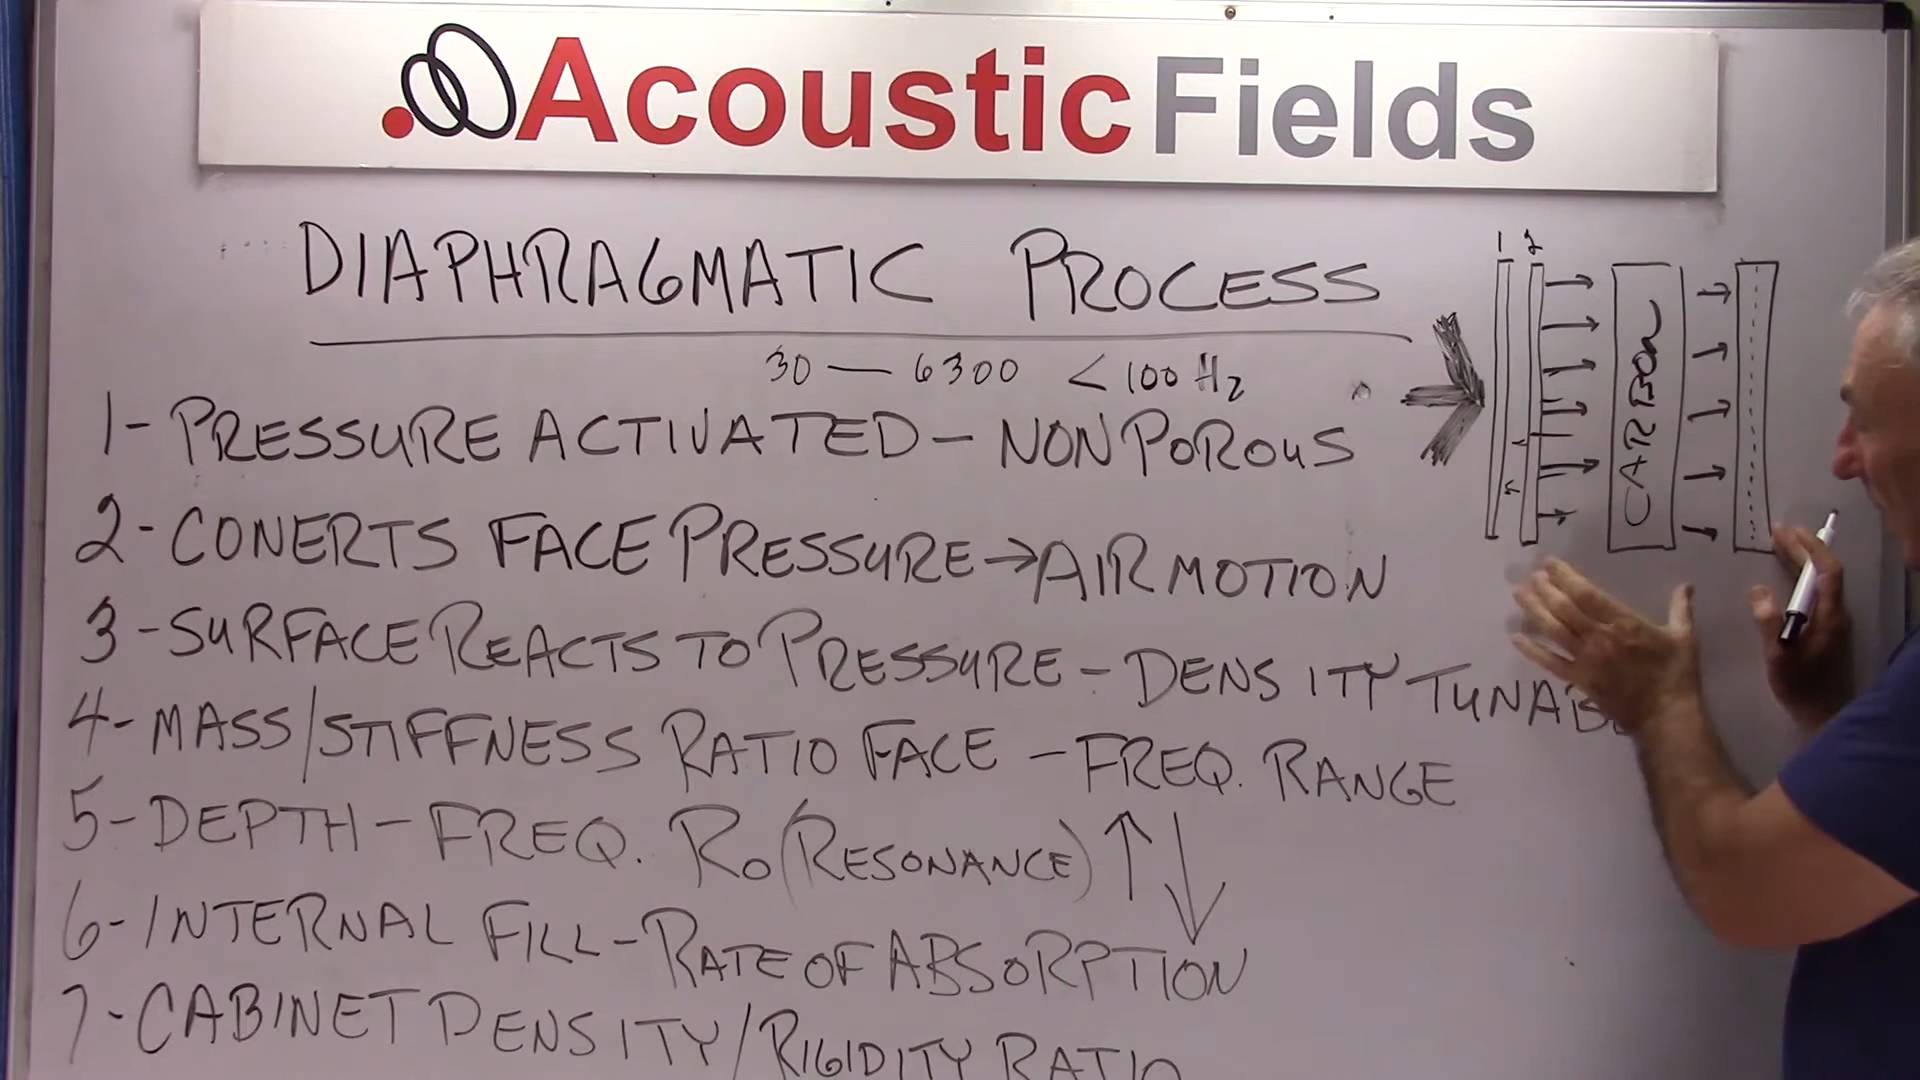 AcousticFields
DIAPHRAGMATIC PROCESS
30 — 6300 < 100 Hz
1 - PRESSURE ACTIVATED - NON POROUS
2 - CONERTS FACE PRESSURE → AIR MOTION
3 - SURFACE REACTS TO PRESSURE - DENSITY TUNAB
4 - MASS/STIFFNESS RATIO FACE - FREQ. RANGE
5 - DEPTH - FREQ. Ro (RESONANCE) ↑ ↓
6 - INTERNAL FILL - RATE OF ABSORPTION
7 - CABINET DENSITY/RIGIDITY RATIO
1 2
CARBON